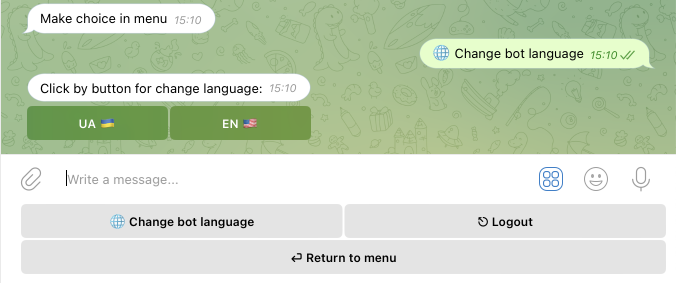 Make choice in menu 15:10
🌐 Change bot language 15:10
Click by button for change language: 15:10
UA 🇺🇦 EN 🇺🇸
Write a message...
🌐 Change bot language Logout
Return to menu